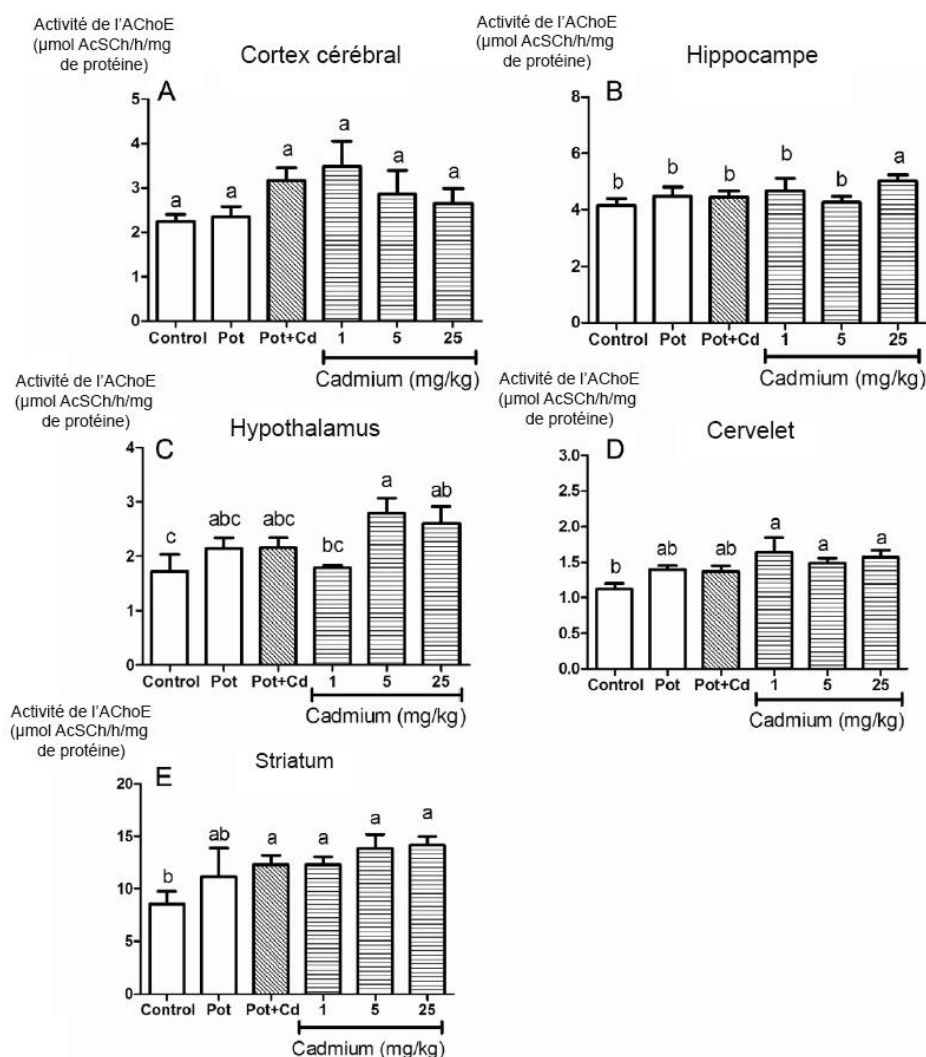 Activité de l'AChoE
(µmol AcSCh/h/mg
de protéine)
Cortex cérébral
A
5
4
3
2
1
0
a
a
a
a
a
a
Control
Pot
Pot+Cd
1
5
25
Cadmium (mg/kg)
Activité de l'AChoE
(µmol AcSCh/h/mg
de protéine)
Hippocampe
B
8
6
4
2
0
b
b
b
b
b
a
Control
Pot
Pot+Cd
1
5
25
Cadmium (mg/kg)
Activité de l'AChoE
(µmol AcSCh/h/mg
de protéine)
Hypothalamus
C
4
3
2
1
0
c
abc
abc
bc
a
ab
Control
Pot
Pot+Cd
1
5
25
Cadmium (mg/kg)
Activité de l'AChoE
(µmol AcSCh/h/mg
de protéine)
Cervelet
D
3.0
2.5
2.0
1.5
1.0
0.5
0.0
b
ab
ab
a
a
a
Control
Pot
Pot+Cd
1
5
25
Cadmium (mg/kg)
Activité de l'AChoE
(µmol AcSCh/h/mg
de protéine)
Striatum
E
20
15
10
5
0
b
ab
a
a
a
a
Control
Pot
Pot+Cd
1
5
25
Cadmium (mg/kg)